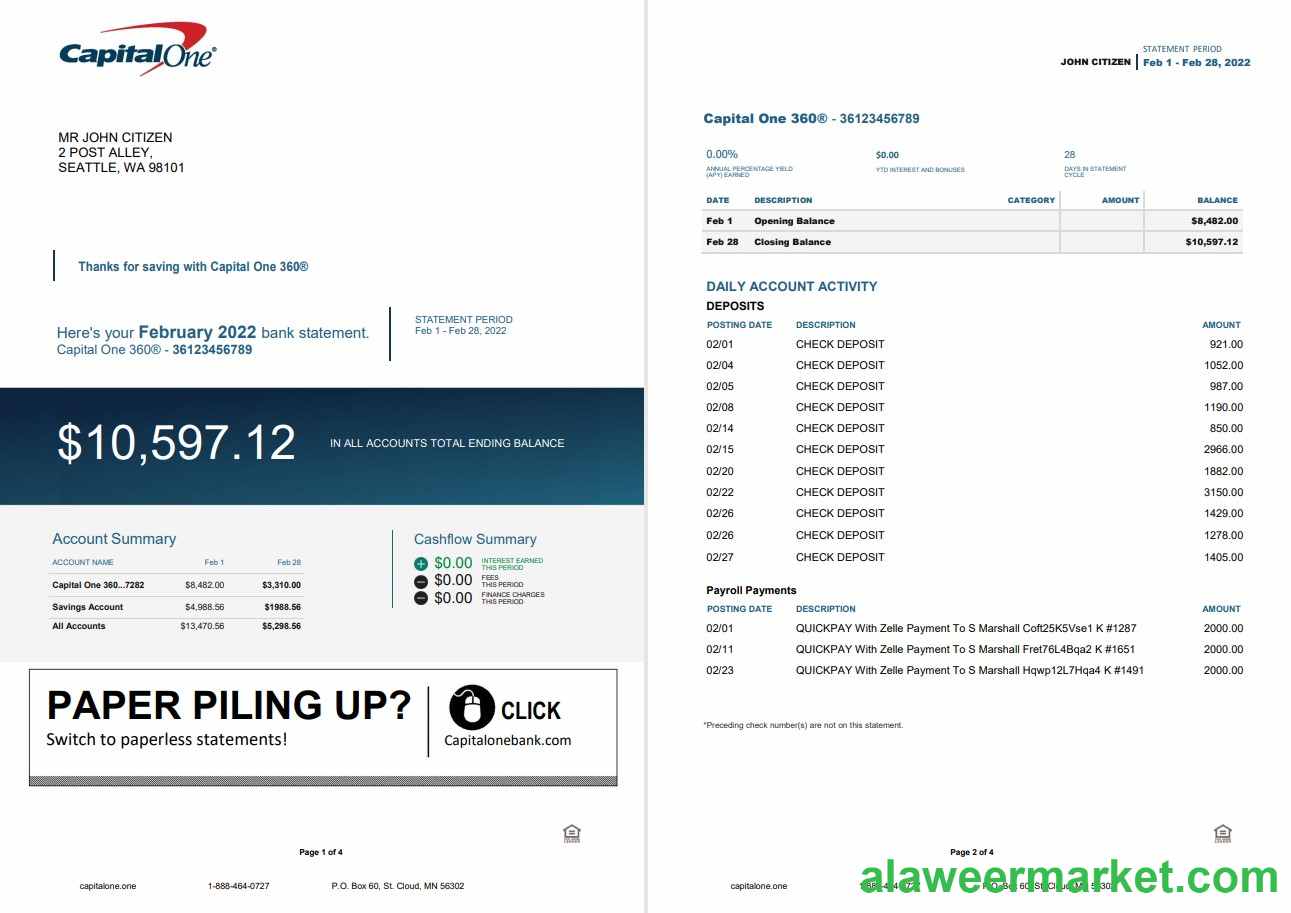 CapitalOne®
MR JOHN CITIZEN
2 POST ALLEY,
SEATTLE, WA 98101
Thanks for saving with Capital One 360®
Here's your February 2022 bank statement.
Capital One 360® - 36123456789
STATEMENT PERIOD
Feb 1 - Feb 28, 2022
$10,597.12 IN ALL ACCOUNTS TOTAL ENDING BALANCE
Account Summary
ACCOUNT NAME Feb 1 Feb 28
Capital One 360...7282 $8,482.00 $3,310.00
Savings Account $4,988.56 $1988.56
All Accounts $13,470.56 $5,298.56
Cashflow Summary
$0.00 INTEREST EARNED
THIS PERIOD
$0.00 FEES
THIS PERIOD
$0.00 FINANCE CHARGES
THIS PERIOD
PAPER PILING UP?
Switch to paperless statements!
CLICK
Capitalonebank.com
Page 1 of 4
capitalone.one 1-888-464-0727 P.O. Box 60, St. Cloud, MN 56302
JOHN CITIZEN
STATEMENT PERIOD
Feb 1 - Feb 28, 2022
Capital One 360® - 36123456789
0.00% $0.00 28
ANNUAL PERCENTAGE YIELD
(APY) EARNED
YTD INTEREST AND BONUSES
DAYS IN STATEMENT
CYCLE
DATE DESCRIPTION CATEGORY AMOUNT BALANCE
Feb 1 Opening Balance $8,482.00
Feb 28 Closing Balance $10,597.12
DAILY ACCOUNT ACTIVITY
DEPOSITS
POSTING DATE DESCRIPTION AMOUNT
02/01 CHECK DEPOSIT 921.00
02/04 CHECK DEPOSIT 1052.00
02/05 CHECK DEPOSIT 987.00
02/08 CHECK DEPOSIT 1190.00
02/14 CHECK DEPOSIT 850.00
02/15 CHECK DEPOSIT 2966.00
02/20 CHECK DEPOSIT 1882.00
02/22 CHECK DEPOSIT 3150.00
02/26 CHECK DEPOSIT 1429.00
02/26 CHECK DEPOSIT 1278.00
02/27 CHECK DEPOSIT 1405.00
Payroll Payments
POSTING DATE DESCRIPTION AMOUNT
02/01 QUICKPAY With Zelle Payment To S Marshall Coft25K5Vse1 K #1287 2000.00
02/11 QUICKPAY With Zelle Payment To S Marshall Fret76L4Bqa2 K #1651 2000.00
02/23 QUICKPAY With Zelle Payment To S Marshall Hqwp12L7Hqa4 K #1491 2000.00
*Preceding check number(s) are not on this statement.
Page 2 of 4
capitalone.one
alaweermarket.com